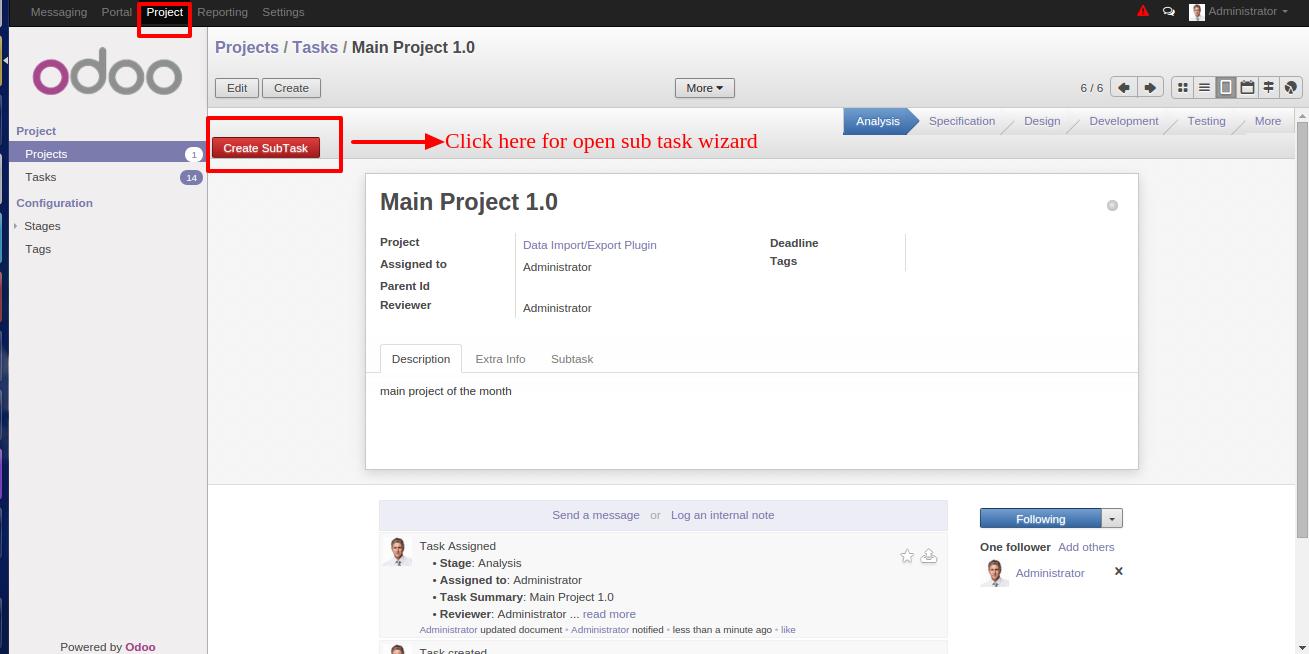 Messaging Portal Project Reporting Settings Administrator
odoo
Projects / Tasks / Main Project 1.0
Edit Create More 6 / 6
Project
Projects 1
Tasks 14
Configuration
Stages
Tags
Powered by Odoo
Create SubTask
Click here for open sub task wizard
Analysis Specification Design Development Testing More
Main Project 1.0
Project Data Import/Export Plugin
Assigned to Administrator
Parent Id
Reviewer Administrator
Deadline
Tags
Description Extra Info Subtask
main project of the month
Send a message or Log an internal note
Task Assigned
• Stage: Analysis
• Assigned to: Administrator
• Task Summary: Main Project 1.0
• Reviewer: Administrator ... read more
Administrator updated document • Administrator notified • less than a minute ago • like
Task created
Following
One follower Add others
Administrator X